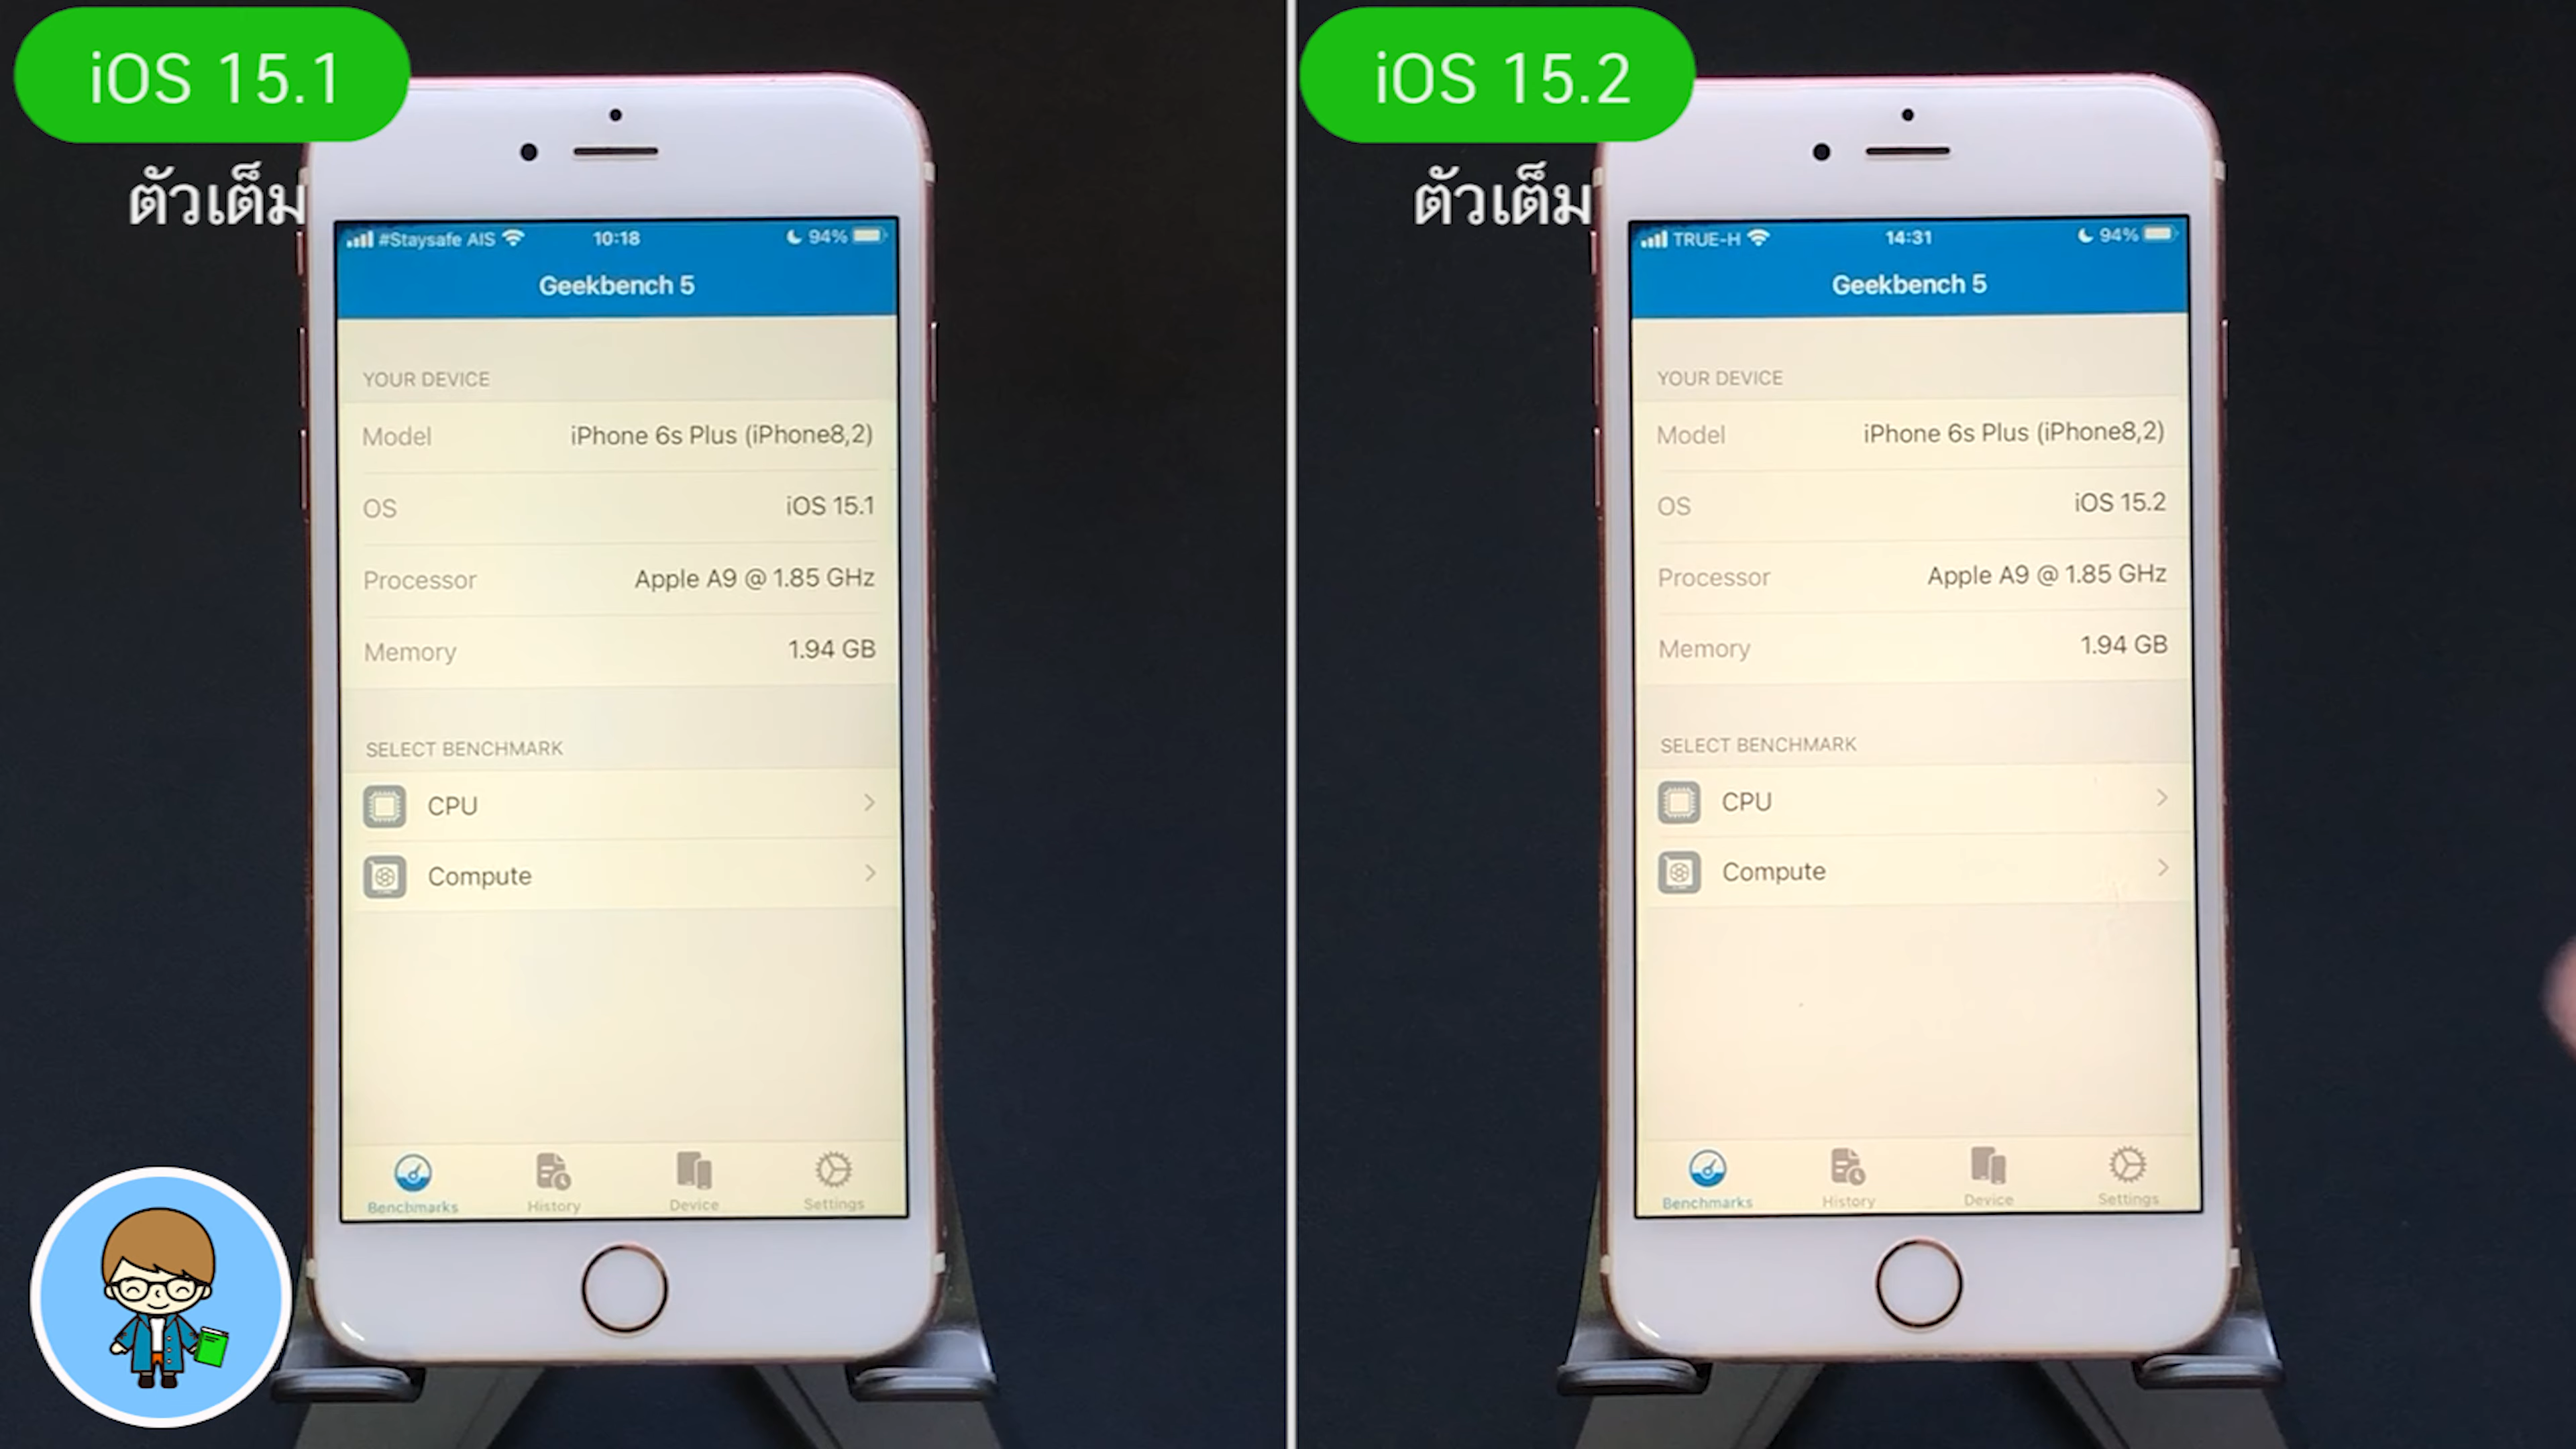 iOS 15.1
ตัวเต็ม
#Staysafe AIS 10:18 94%
Geekbench 5
YOUR DEVICE
Model iPhone 6s Plus (iPhone8,2)
OS iOS 15.1
Processor Apple A9 @ 1.85 GHz
Memory 1.94 GB
SELECT BENCHMARK
CPU
Compute
Benchmarks History Device Settings
iOS 15.2
ตัวเต็ม
TRUE-H 14:31 94%
Geekbench 5
YOUR DEVICE
Model iPhone 6s Plus (iPhone8,2)
OS iOS 15.2
Processor Apple A9 @ 1.85 GHz
Memory 1.94 GB
SELECT BENCHMARK
CPU
Compute
Benchmarks History Device Settings